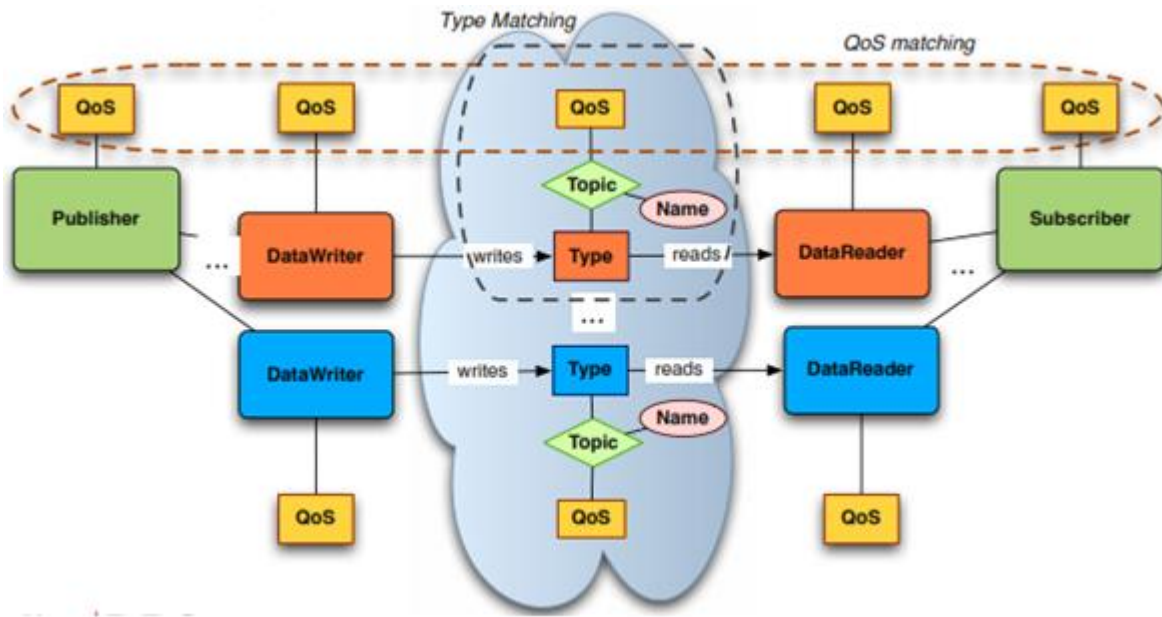 Type Matching
QoS matching
QoS
QoS
QoS
QoS
QoS
Publisher
Topic
Name
Subscriber
...
DataWriter
writes
Type
reads
DataReader
...
...
DataWriter
writes
Type
reads
DataReader
Name
Topic
QoS
QoS
QoS